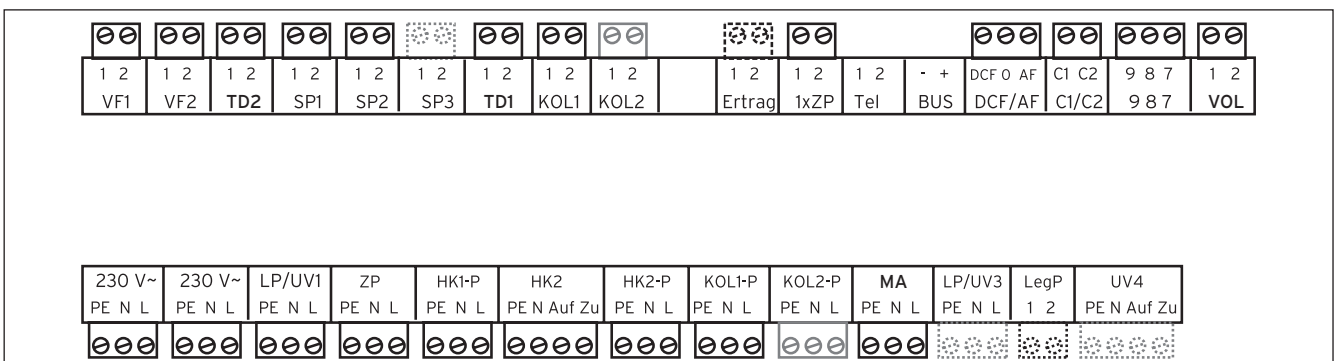 1 2 1 2 1 2 1 2 1 2 1 2 1 2 1 2 1 2 1 2 1 2 1 2 - + DCF O AF C1 C2 9 8 7 1 2
VF1 VF2 TD2 SP1 SP2 SP3 TD1 KOL1 KOL2 Ertrag 1xZP Tel BUS DCF/AF C1/C2 9 8 7 VOL
230 V~ 230 V~ LP/UV1 ZP HK1-P HK2 HK2-P KOL1-P KOL2-P MA LP/UV3 LegP UV4
PE N L PE N L PE N L PE N L PE N L PE N Auf Zu PE N L PE N L PE N L PE N L PE N L 1 2 PE N Auf Zu